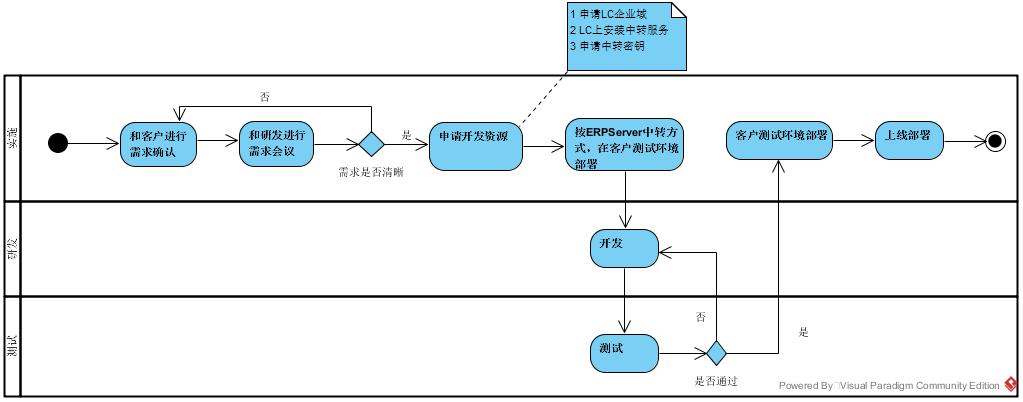 1 申请LC企业域
2 LC上安装中转服务
3 申请中转密钥
实施
否
和客户进行
需求确认
和研发进行
需求会议
需求是否清晰
是
申请开发资源
按ERPServer中转方
式，在客户测试环境
部署
客户测试环境部署
上线部署
研发
开发
测试
测试
否
是
是否通过
Powered By Visual Paradigm Community Edition